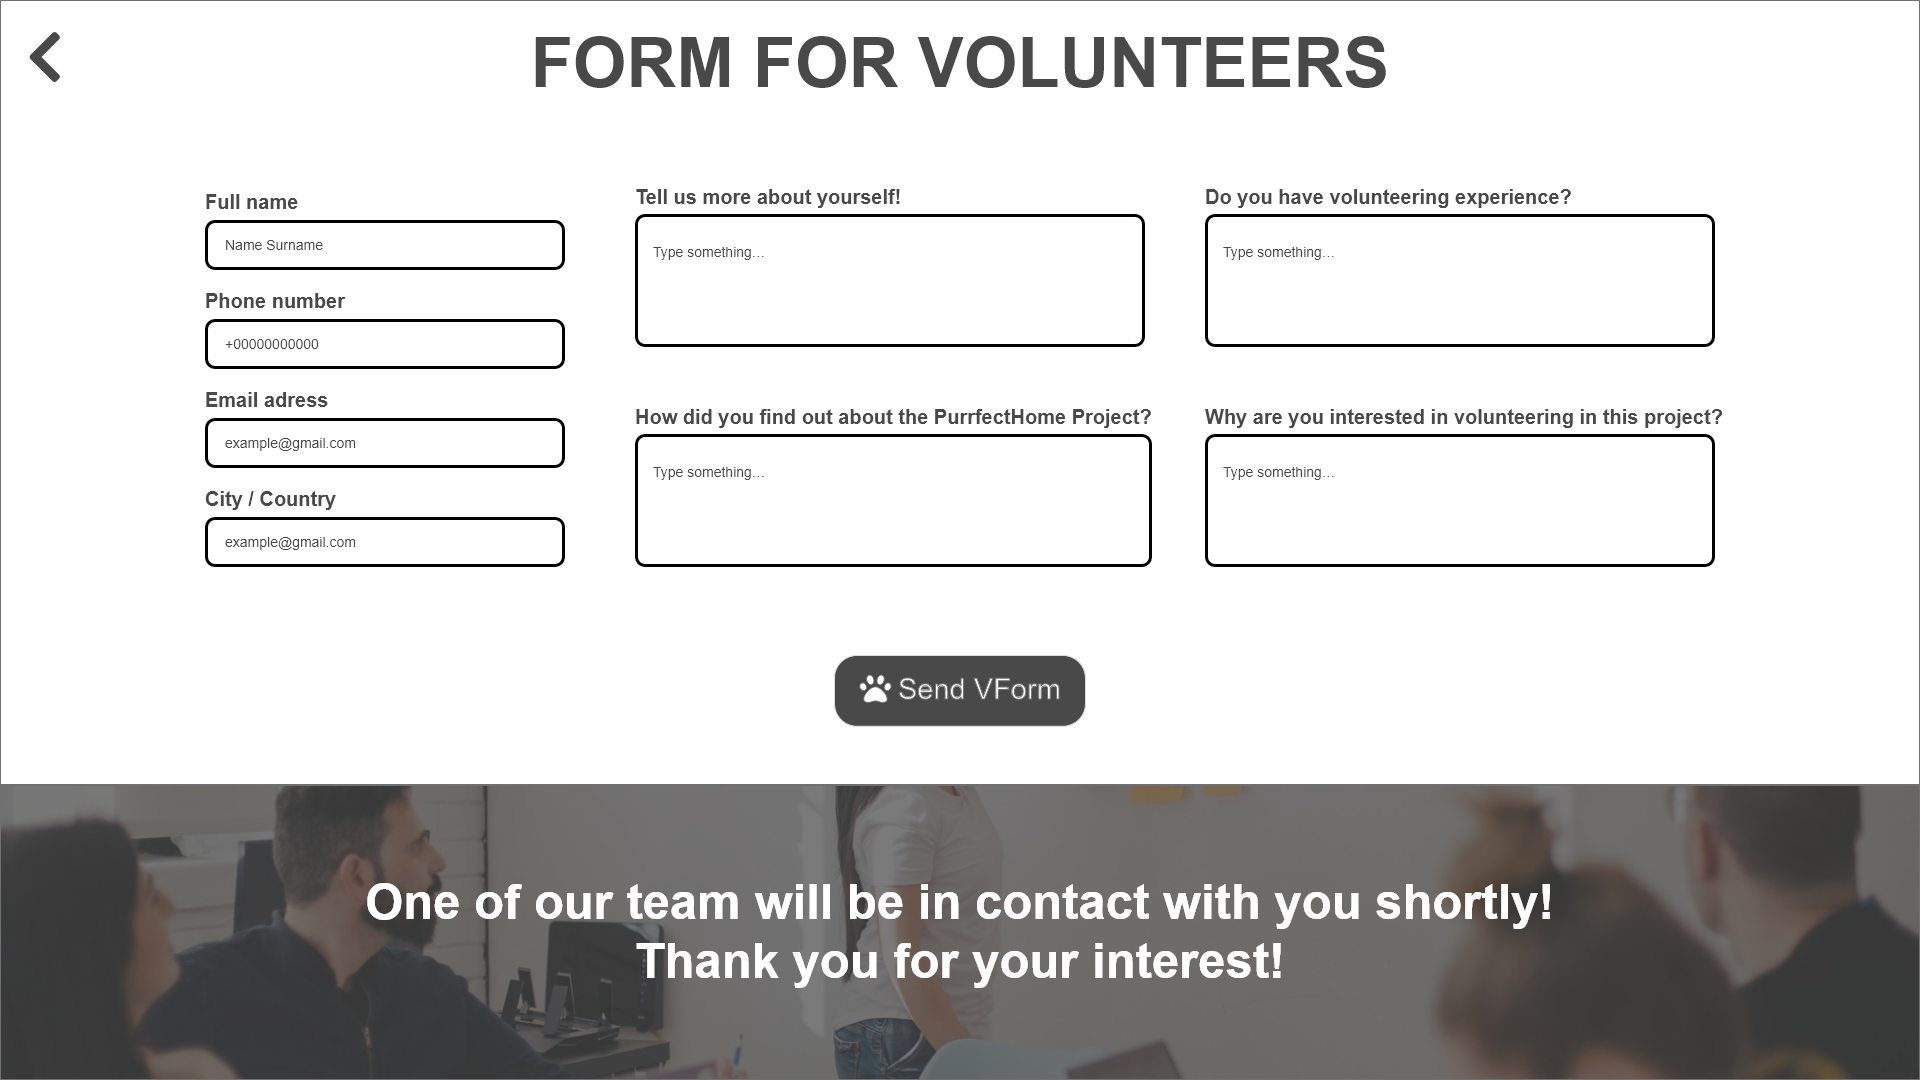 FORM FOR VOLUNTEERS
Full name
Name Surname
Phone number
+00000000000
Email adress
example@gmail.com
City / Country
example@gmail.com
Tell us more about yourself!
Type something...
How did you find out about the PurrfectHome Project?
Type something...
Do you have volunteering experience?
Type something...
Why are you interested in volunteering in this project?
Type something...
Send VForm
One of our team will be in contact with you shortly!
Thank you for your interest!